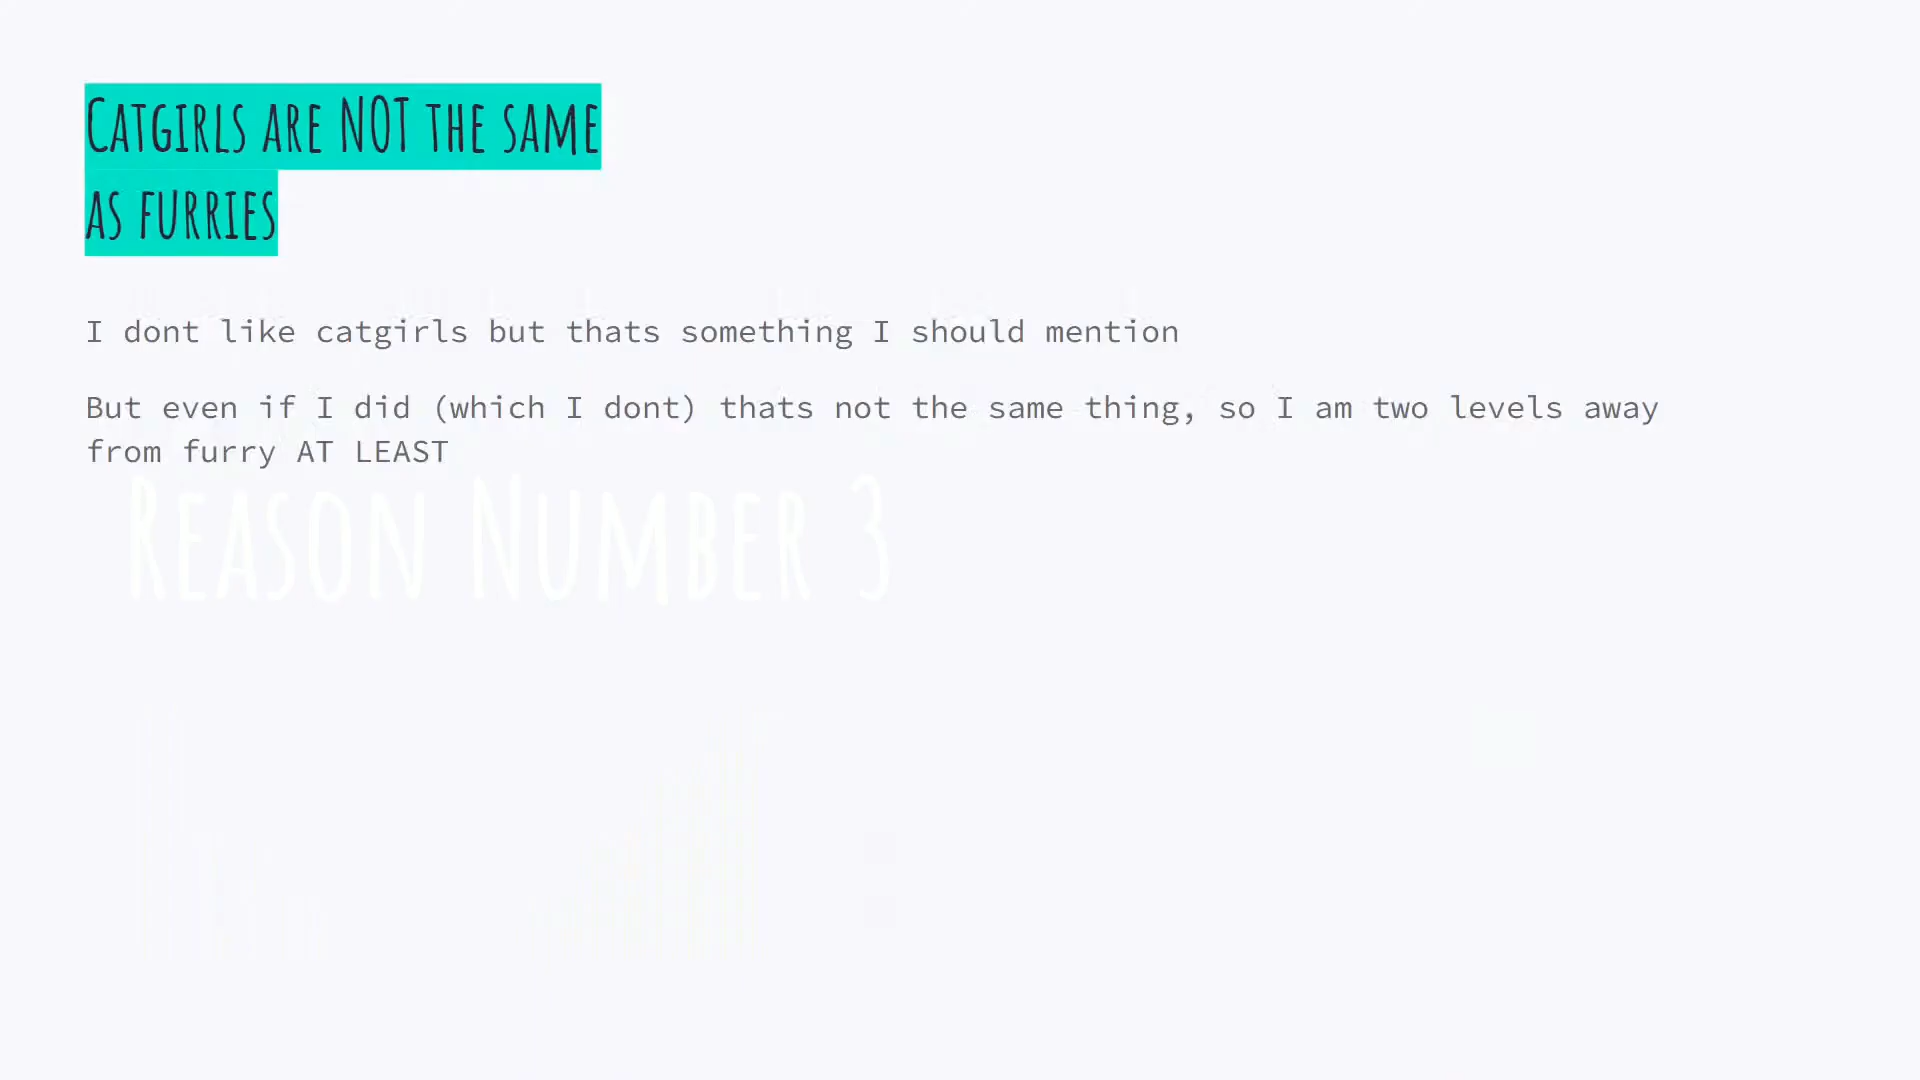 Catgirls are NOT the same
as furries
I dont like catgirls but thats something I should mention
But even if I did (which I dont) thats not the same thing, so I am two levels away
from furry AT LEAST
Reason Number 3